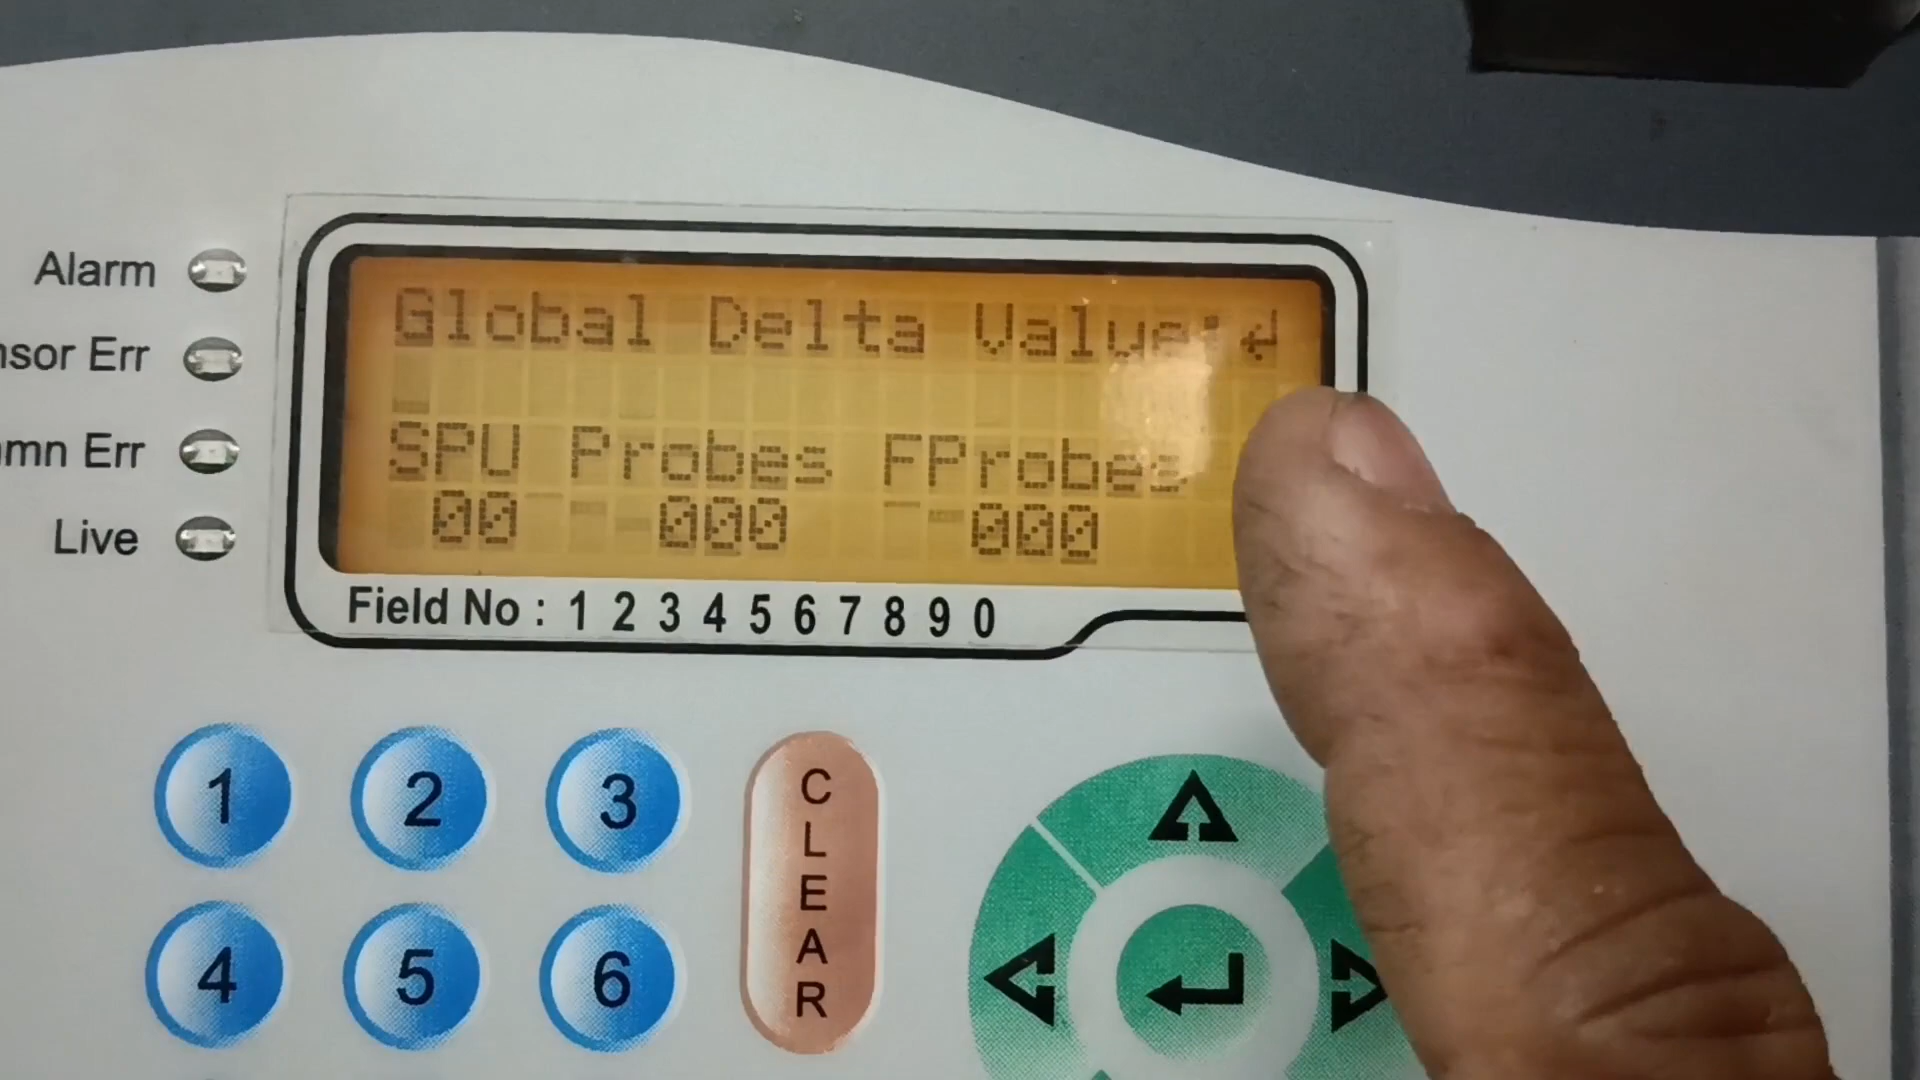 Alarm
nsor Err
mn Err
Live
Global Delta Value:↵
SPU Probes FProbes
00 000 000
Field No : 1 2 3 4 5 6 7 8 9 0
1 2 3
4 5 6
CLEAR